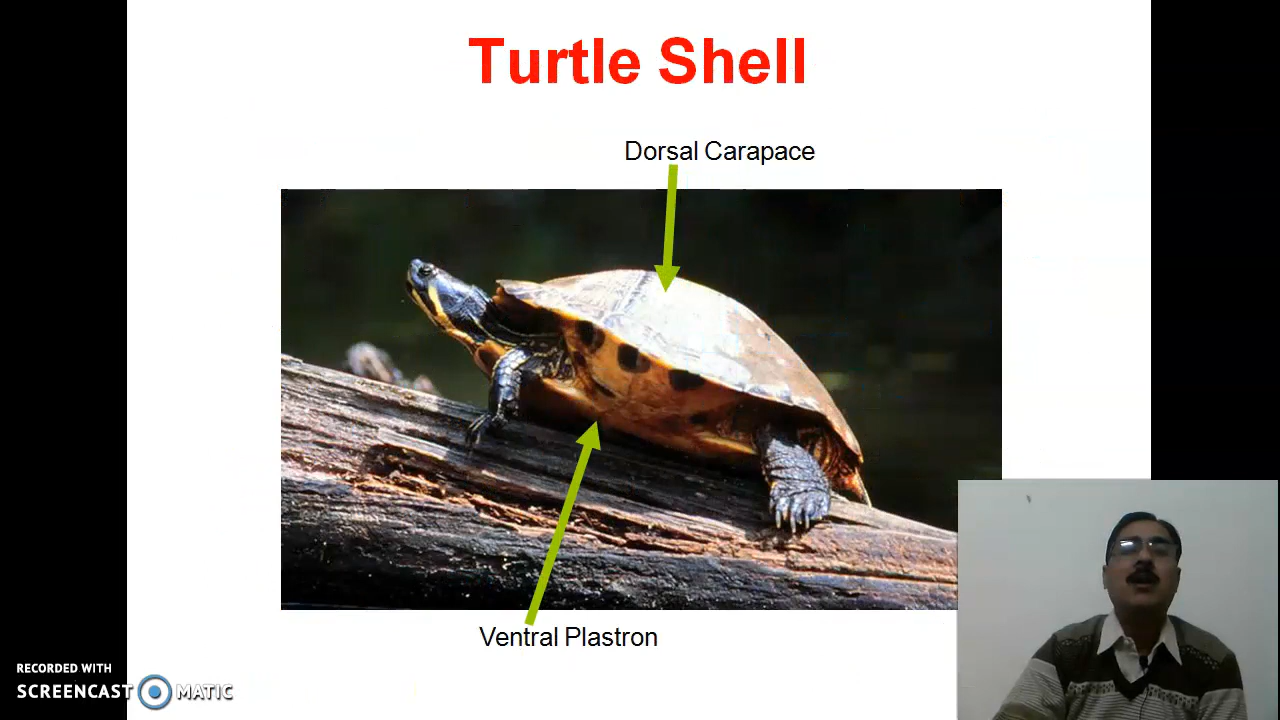 Turtle Shell
Dorsal Carapace
Ventral Plastron
RECORDED WITH
SCREENCAST MATIC